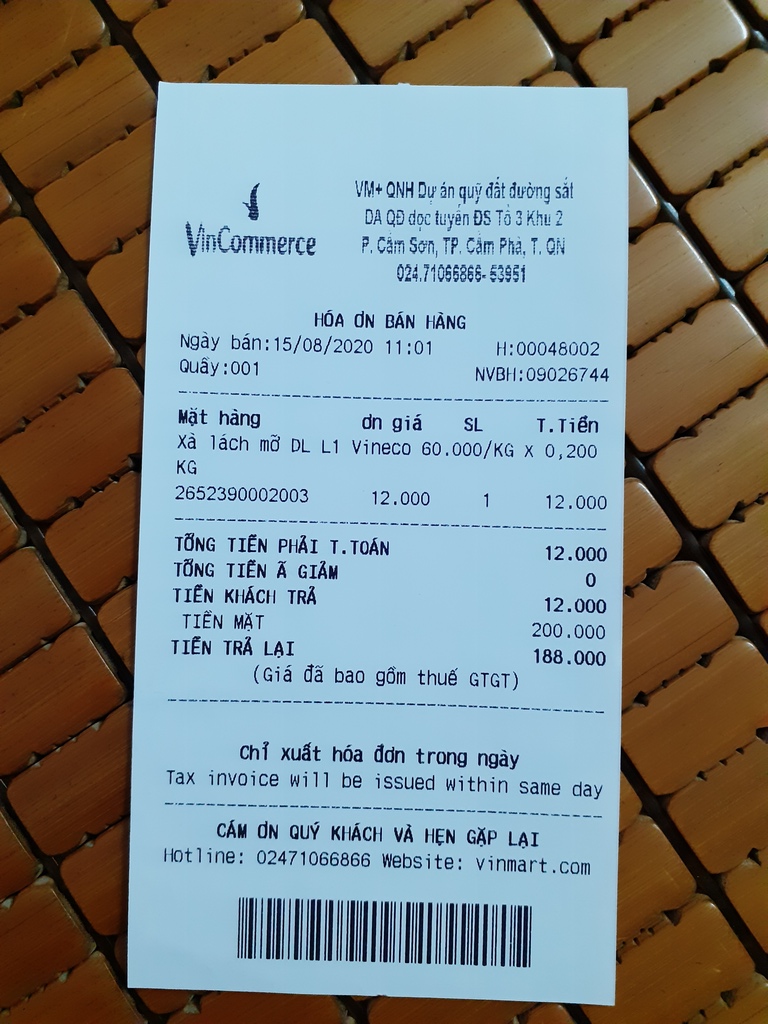 VinCommerce
VM+ QNH Dự án quỹ đất đường sắt
DA QĐ dọc tuyến ĐS Tổ 3 Khu 2
P. Cẩm Sơn, TP. Cẩm Phả, T. QN
024.71066866- 53951
HÓA ƠN BÁN HÀNG
Ngày bán:15/08/2020 11:01 H:00048002
Quầy:001 NVBH:09026744
Mặt hàng ơn giá SL T.Tiền
Xà lách mỡ DL L1 Vineco 60.000/KG X 0,200
KG
2652390002003 12.000 1 12.000
TỔNG TIỀN PHẢI T.TOÁN 12.000
TỔNG TIỀN Ã GIẢM 0
TIỀN KHÁCH TRẢ 12.000
TIỀN MẶT 200.000
TIỀN TRẢ LẠI 188.000
(Giá đã bao gồm thuế GTGT)
Chỉ xuất hóa đơn trong ngày
Tax invoice will be issued within same day
CẢM ƠN QUÝ KHÁCH VÀ HẸN GẶP LẠI
Hotline: 02471066866 Website: vinmart.com